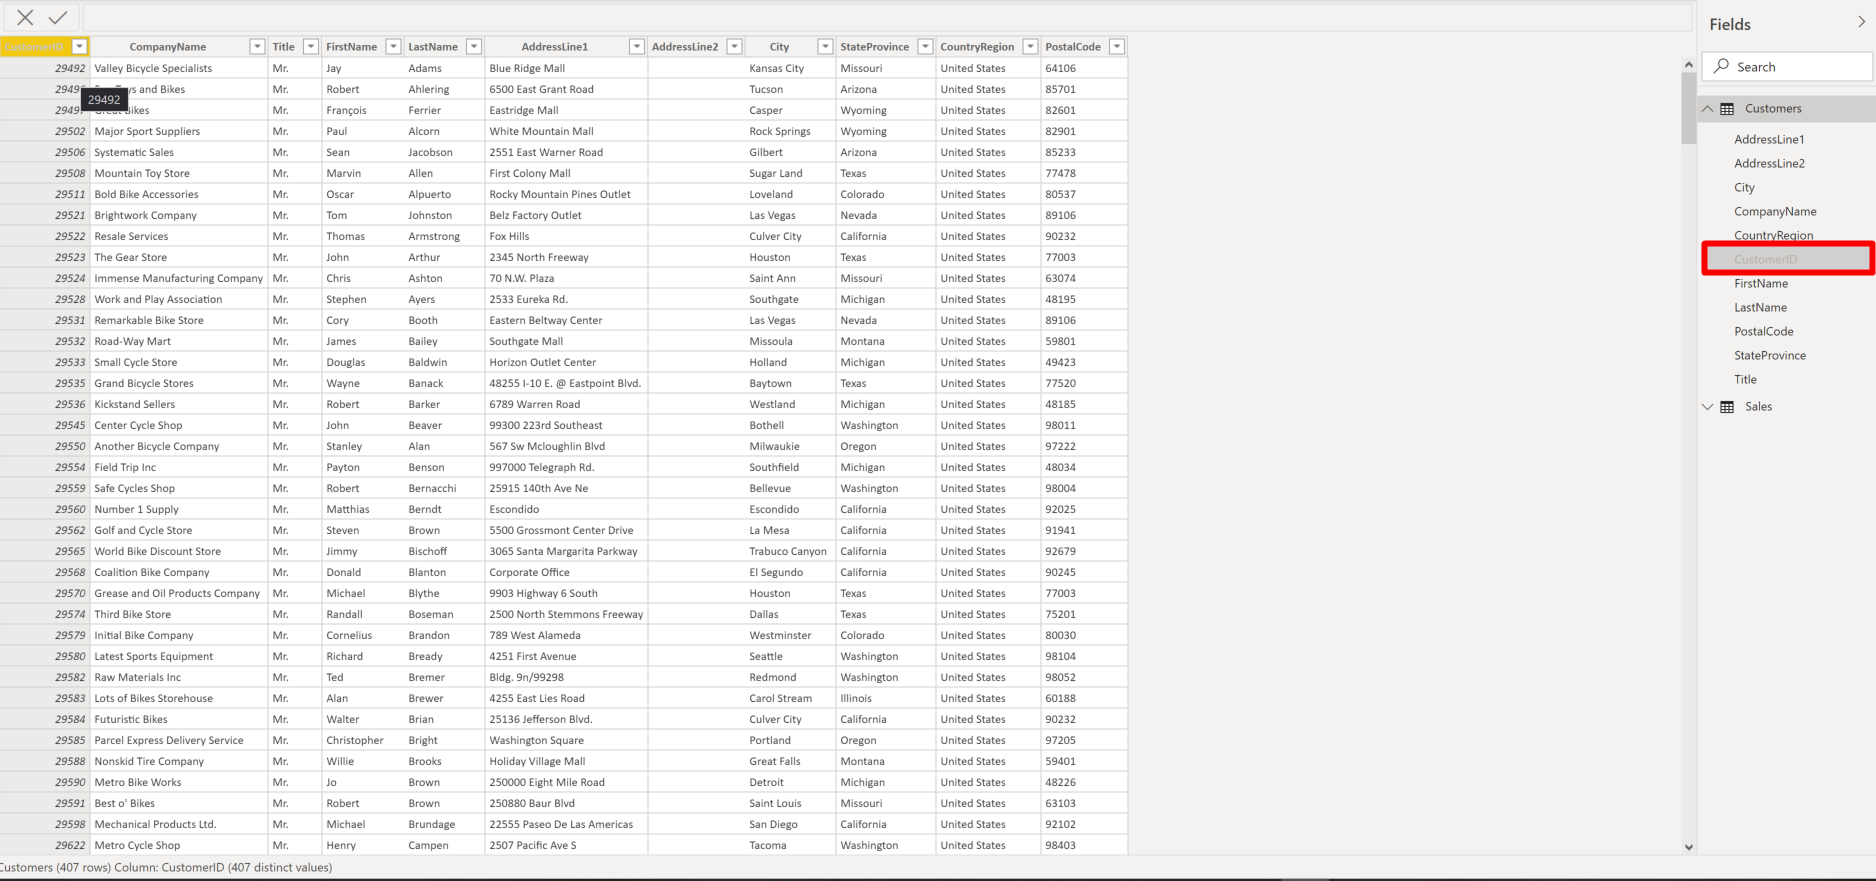 Fields
CustomerID CompanyName Title FirstName LastName AddressLine1 AddressLine2 City StateProvince CountryRegion PostalCode
29492 Valley Bicycle Specialists Mr. Jay Adams Blue Ridge Mall Kansas City Missouri United States 64106
Toys and Bikes Mr. Robert Ahlering 6500 East Grant Road Tucson Arizona United States 85701
29492
Bikes Mr. François Ferrier Eastridge Mall Casper Wyoming United States 82601
29502 Major Sport Suppliers Mr. Paul Alcorn White Mountain Mall Rock Springs Wyoming United States 82901
29506 Systematic Sales Mr. Sean Jacobson 2551 East Warner Road Gilbert Arizona United States 85233
29508 Mountain Toy Store Mr. Marvin Allen First Colony Mall Sugar Land Texas United States 77478
29511 Bold Bike Accessories Mr. Oscar Alpuerto Rocky Mountain Pines Outlet Loveland Colorado United States 80537
29521 Brightwork Company Mr. Tom Johnston Belz Factory Outlet Las Vegas Nevada United States 89106
29522 Resale Services Mr. Thomas Armstrong Fox Hills Culver City California United States 90232
29523 The Gear Store Mr. John Arthur 2345 North Freeway Houston Texas United States 77003
29524 Immense Manufacturing Company Mr. Chris Ashton 70 N.W. Plaza Saint Ann Missouri United States 63074
29528 Work and Play Association Mr. Stephen Ayers 2533 Eureka Rd. Southgate Michigan United States 48195
29531 Remarkable Bike Store Mr. Cory Booth Eastern Beltway Center Las Vegas Nevada United States 89106
29532 Road-Way Mart Mr. James Bailey Southgate Mall Missoula Montana United States 59801
29533 Small Cycle Store Mr. Douglas Baldwin Horizon Outlet Center Holland Michigan United States 49423
29535 Grand Bicycle Stores Mr. Wayne Banack 48255 I-10 E. @ Eastpoint Blvd. Baytown Texas United States 77520
29536 Kickstand Sellers Mr. Robert Barker 6789 Warren Road Westland Michigan United States 48185
29545 Center Cycle Shop Mr. John Beaver 99300 223rd Southeast Bothell Washington United States 98011
29550 Another Bicycle Company Mr. Stanley Alan 567 Sw Mcloughlin Blvd Milwaukie Oregon United States 97222
29554 Field Trip Inc Mr. Payton Benson 997000 Telegraph Rd. Southfield Michigan United States 48034
29559 Safe Cycles Shop Mr. Robert Bernacchi 25915 140th Ave Ne Bellevue Washington United States 98004
29560 Number 1 Supply Mr. Matthias Berndt Escondido Escondido California United States 92025
29562 Golf and Cycle Store Mr. Steven Brown 5500 Grossmont Center Drive La Mesa California United States 91941
29565 World Bike Discount Store Mr. Jimmy Bischoff 3065 Santa Margarita Parkway Trabuco Canyon California United States 92679
29568 Coalition Bike Company Mr. Donald Blanton Corporate Office El Segundo California United States 90245
29570 Grease and Oil Products Company Mr. Michael Blythe 9903 Highway 6 South Houston Texas United States 77003
29574 Third Bike Store Mr. Randall Boseman 2500 North Stemmons Freeway Dallas Texas United States 75201
29579 Initial Bike Company Mr. Cornelius Brandon 789 West Alameda Westminster Colorado United States 80030
29580 Latest Sports Equipment Mr. Richard Bready 4251 First Avenue Seattle Washington United States 98104
29582 Raw Materials Inc Mr. Ted Bremer Bldg. 9n/99298 Redmond Washington United States 98052
29583 Lots of Bikes Storehouse Mr. Alan Brewer 4255 East Lies Road Carol Stream Illinois United States 60188
29584 Futuristic Bikes Mr. Walter Brian 25136 Jefferson Blvd. Culver City California United States 90232
29585 Parcel Express Delivery Service Mr. Christopher Bright Washington Square Portland Oregon United States 97205
29588 Nonskid Tire Company Mr. Willie Brooks Holiday Village Mall Great Falls Montana United States 59401
29590 Metro Bike Works Mr. Jo Brown 250000 Eight Mile Road Detroit Michigan United States 48226
29591 Best o' Bikes Mr. Robert Brown 250880 Baur Blvd Saint Louis Missouri United States 63103
29598 Mechanical Products Ltd. Mr. Michael Brundage 22555 Paseo De Las Americas San Diego California United States 92102
29622 Metro Cycle Shop Mr. Henry Campen 2507 Pacific Ave S Tacoma Washington United States 98403
Customers (407 rows) Column: CustomerID (407 distinct values)
Search
Customers
AddressLine1
AddressLine2
City
CompanyName
CountryRegion
CustomerID
FirstName
LastName
PostalCode
StateProvince
Title
Sales